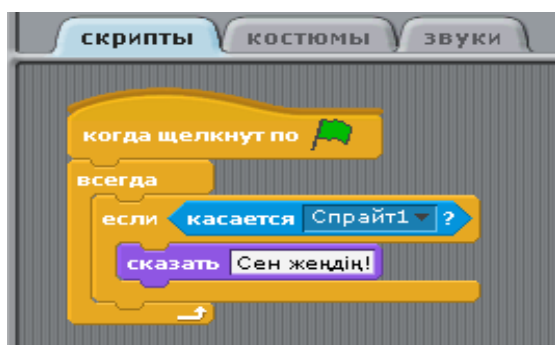 скрипты костюмы звуки
когда щелкнут по
всегда
если касается Спрайт1 ?
сказать Сен жеңдің!